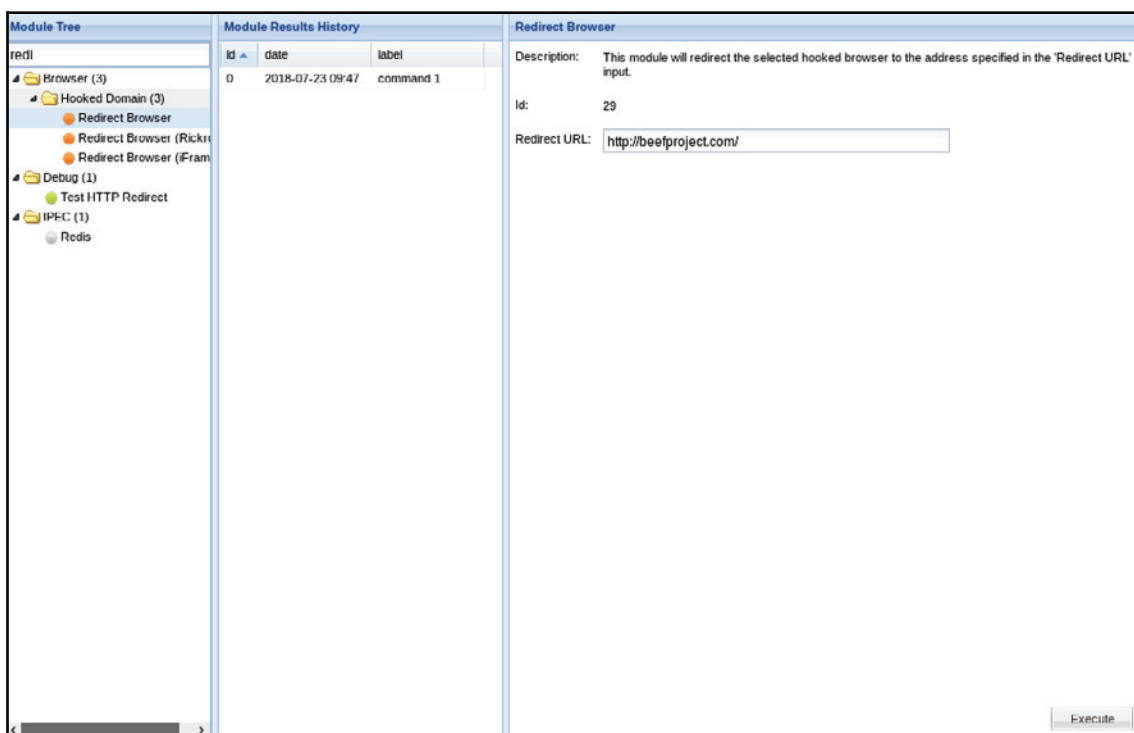 Module Tree
redi
Browser (3)
Hooked Domain (3)
Redirect Browser
Redirect Browser (Rickro
Redirect Browser (iFram
Debug (1)
Test HTTP Redirect
IPEC (1)
Redis
Module Results History
id date label
0 2018-07-23 09:47 command 1
Redirect Browser
Description: This module will redirect the selected hooked browser to the address specified in the 'Redirect URL'
input.
Id: 29
Redirect URL: http://beefproject.com/
Execute